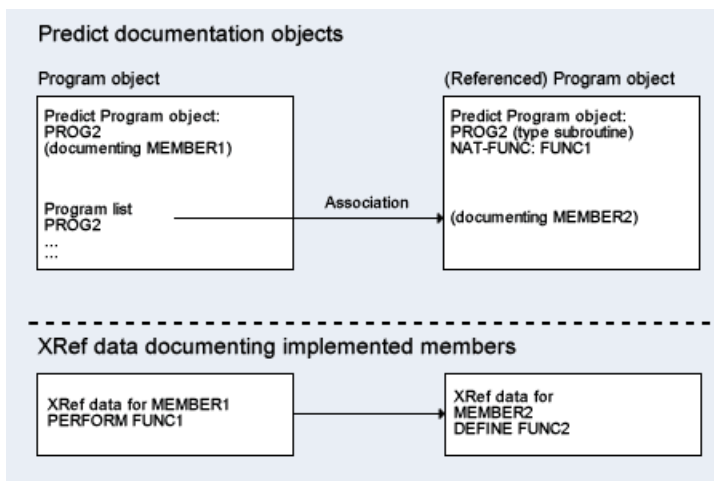 Predict documentation objects
Program object
(Referenced) Program object
Predict Program object:
PROG2
(documenting MEMBER1)
Program list
PROG2
...
...
Association
Predict Program object:
PROG2 (type subroutine)
NAT-FUNC: FUNC1
(documenting MEMBER2)
XRef data documenting implemented members
XRef data for MEMBER1
PERFORM FUNC1
XRef data for
MEMBER2
DEFINE FUNC2